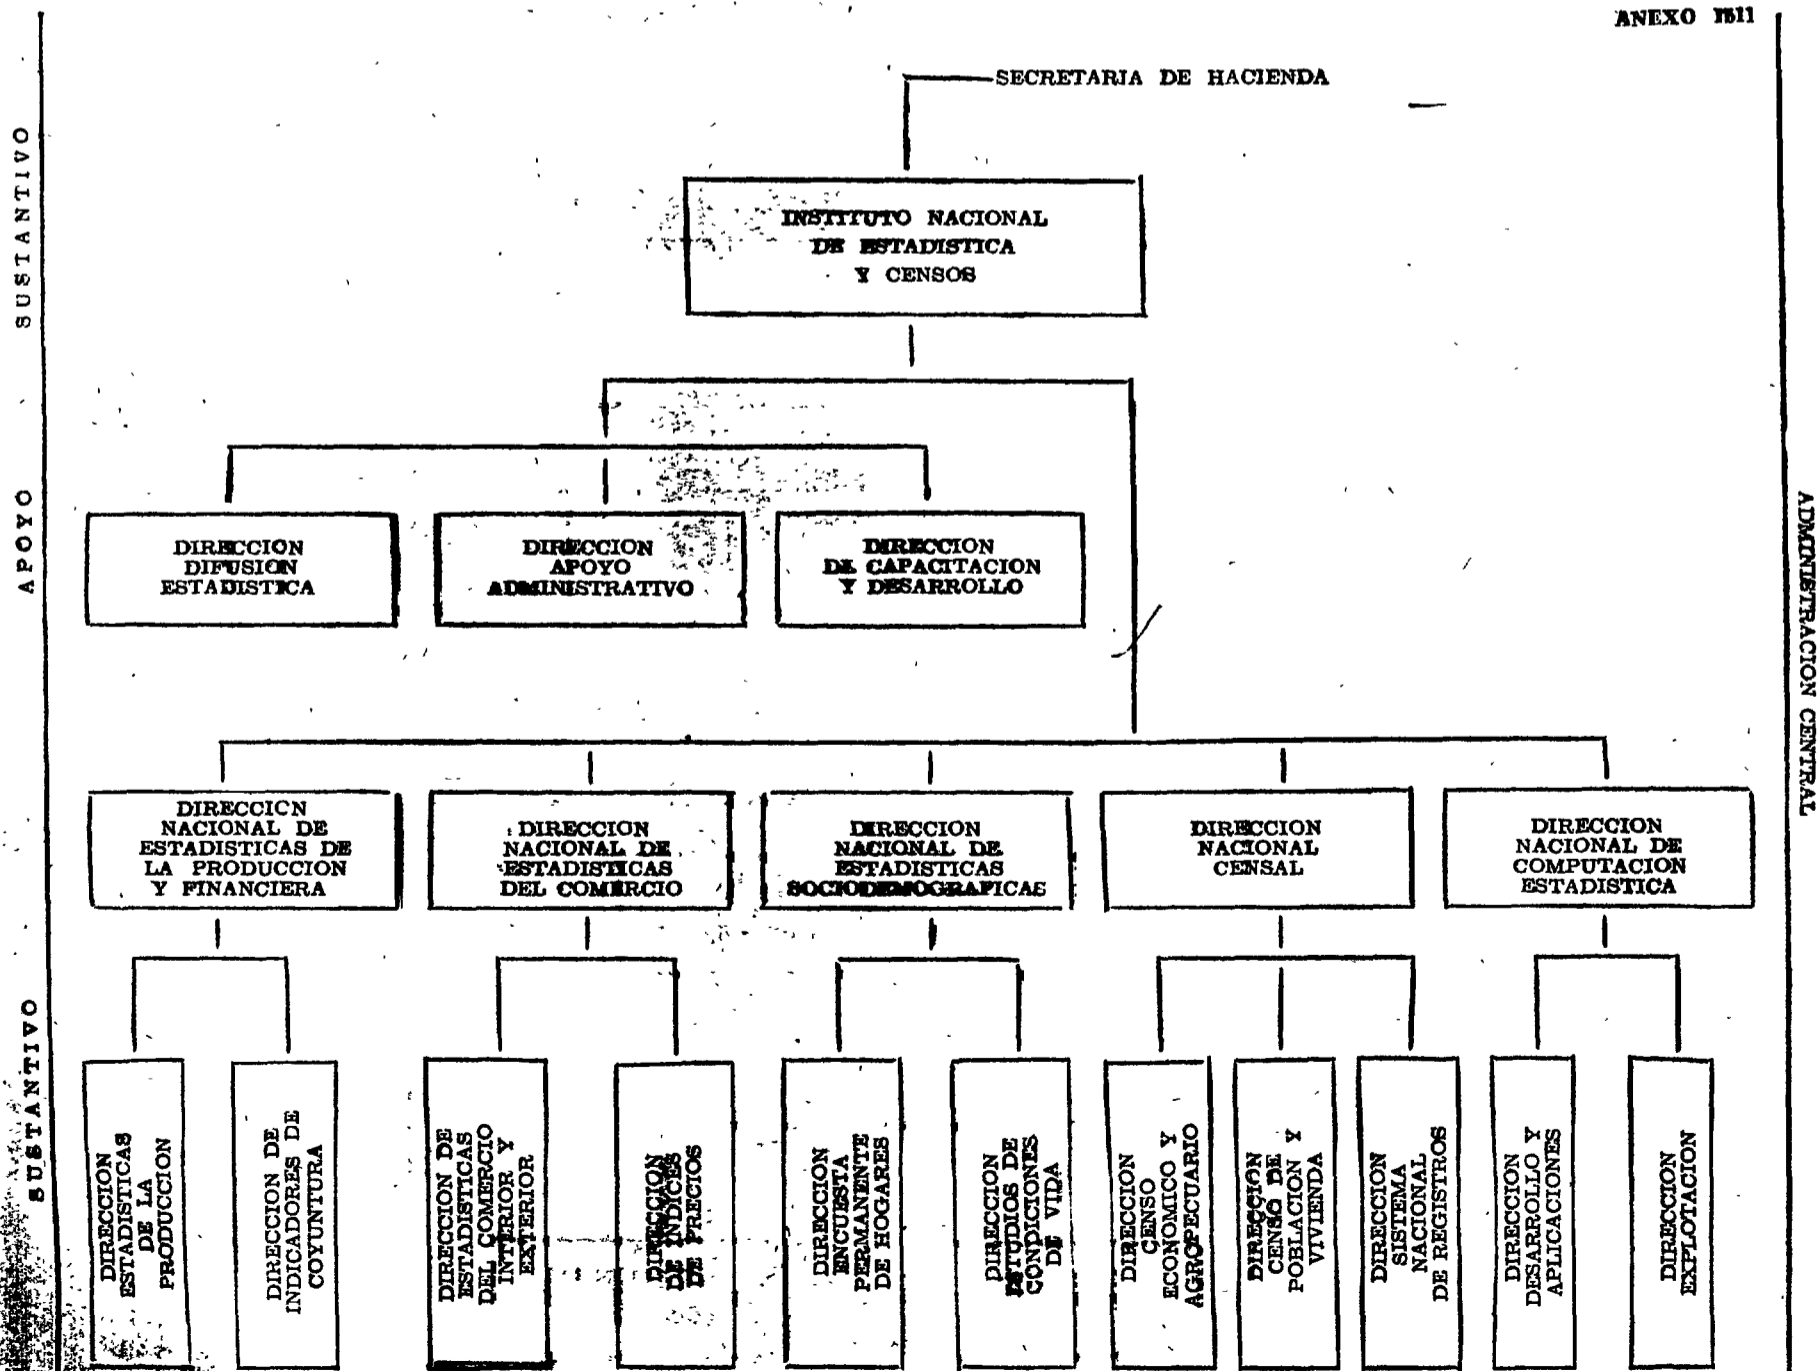 ANEXO
SECRETARIA DE HACIENDA
SUSTANTIVO
INSTITUTO NACIONAL
DE ESTADISTICA
Y CENSOS
APOYO
DIRECCION
DIFUSION
ESTADISTICA
DIRECCION
APOYO
ADMINISTRATIVO
DIRECCION
DE CAPACITACION
Y DESARROLLO
ADMINISTRACION CENTRAL
DIRECCION
NACIONAL DE
ESTADISTICAS DE
LA PRODUCCION
Y FINANCIERA
DIRECCION
NACIONAL DE
ESTADISTICAS
DEL COMERCIO
DIRECCION
NACIONAL DE
ESTADISTICAS
SOCIODEMOGRAFICAS
DIRECCION
NACIONAL
CENSAL
DIRECCION
NACIONAL DE
COMPUTACION
ESTADISTICA
SUSTANTIVO
DIRECCION
ESTADISTICAS
DE LA
PRODUCCION
DIRECCION DE
INDICADORES DE
COYUNTURA
DIRECCION DE
ESTADISTICAS
DEL COMERCIO
INTERIOR Y
EXTERIOR
DIRECCION
DE INDICES
DE PRECIOS
DIRECCION
ENCUESTA
PERMANENTE
DE HOGARES
DIRECCION
ESTUDIOS DE
CONDICIONES
DE VIDA
DIRECCION
CENSO
ECONOMICO Y
AGROPECUARIO
DIRECCION
CENSO DE
POBLACION Y
VIVIENDA
DIRECCION
SISTEMA
NACIONAL
DE REGISTROS
DIRECCION
DESARROLLO Y
APLICACIONES
DIRECCION
EXPLOTACION